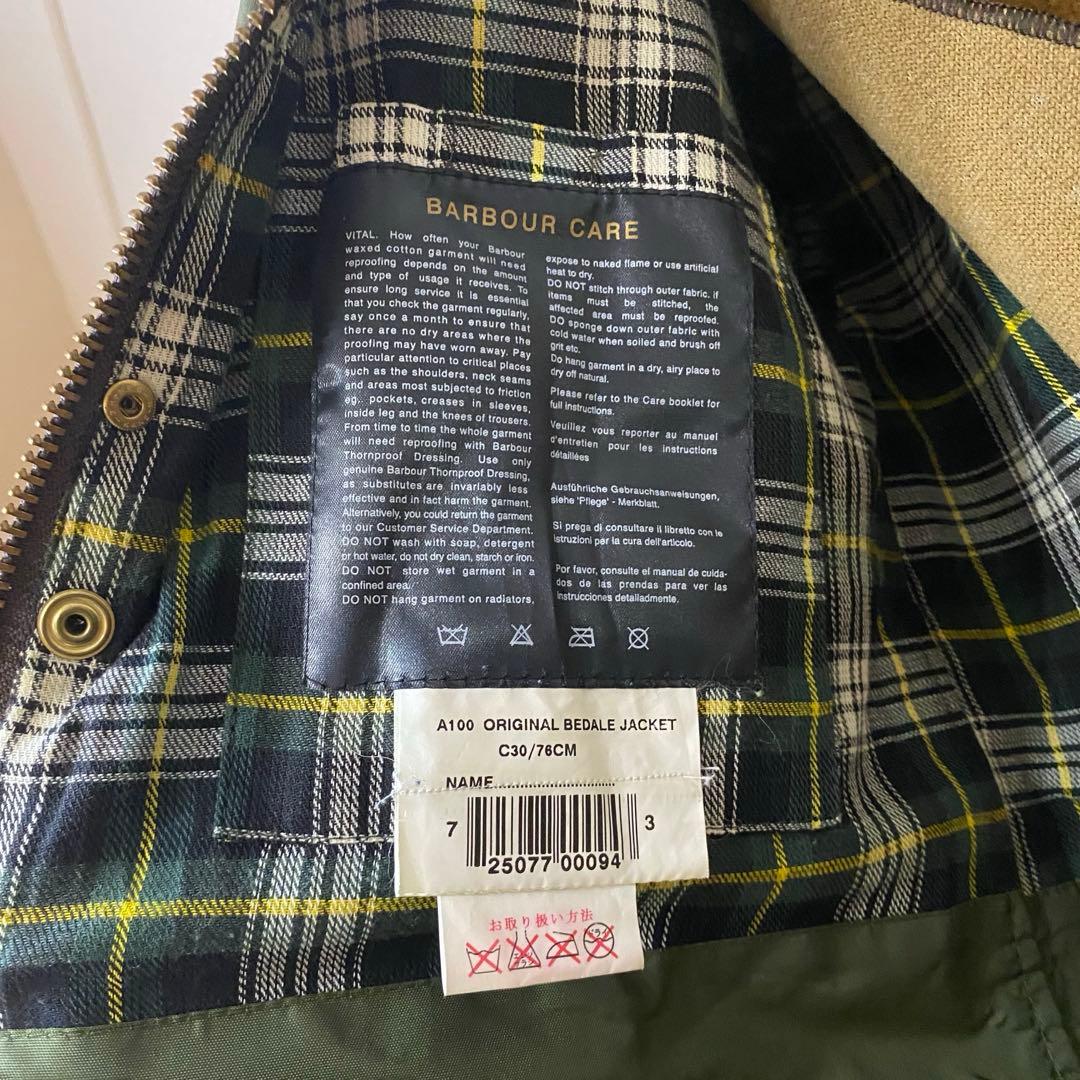 BARBOUR CARE
VITAL. How often your Barbour
waxed cotton garment will need
reproofing depends on the amount
and type of usage it receives. To
ensure long service it is essential
that you check the garment regularly,
say once a month to ensure that
there are no dry areas where the
proofing may have worn away. Pay
particular attention to critical places
such as the shoulders, neck seams
and areas most subjected to friction
eg.. pockets, creases in sleeves,
inside leg and the knees of trousers.
From time to time the whole garment
will need reproofing with Barbour
Thornproof Dressing. Use only
genuine Barbour Thornproof Dressing,
as substitutes are invariably less
effective and in fact harm the garment.
Alternatively, you could return the garment
to our Customer Service Department.
DO NOT wash with soap, detergent
or hot water, do not dry clean, starch or iron.
DO NOT store wet garment in a
confined area.
DO NOT hang garment on radiators,
expose to naked flame or use artificial
heat to dry.
DO NOT stitch through outer fabric. if
items must be stitched, the
affected area must be reproofed.
DO sponge down outer fabric with
cold water when soiled and brush off
grit etc.
Do hang garment in a dry, airy place to
dry off natural.
Please refer to the Care booklet for
full instructions.
Veuillez vous reporter au manuel
d'entretien pour les instructions
détaillées
Ausführliche Gebrauchsanweisungen,
siehe 'Pflege' - Merkblatt.
Si prega di consultare il libretto con le
istruzioni per la cura dell'articolo.
Por favor, consulte el manual de cuida-
dos de las prendas para ver las
instrucciones detailadmente.
A100 ORIGINAL BEDALE JACKET
C30/76CM
NAME.............................
7 25077 00094 3
お取り扱い方法
ドライ